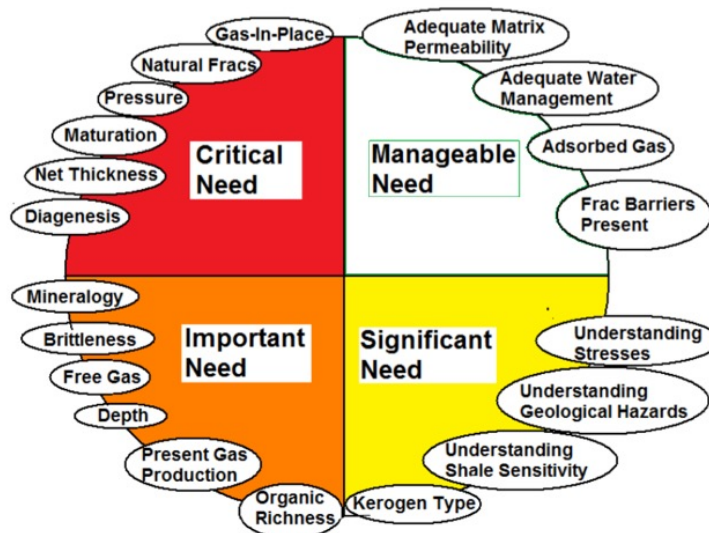 Gas-In-Place
Natural Fracs
Pressure
Maturation
Net Thickness
Diagenesis
Critical
Need
Adequate Matrix
Permeability
Adequate Water
Management
Adsorbed Gas
Frac Barriers
Present
Manageable
Need
Mineralogy
Brittleness
Free Gas
Depth
Present Gas
Production
Organic
Richness
Important
Need
Significant
Need
Understanding
Stresses
Understanding
Geological Hazards
Understanding
Shale Sensitivity
Kerogen Type